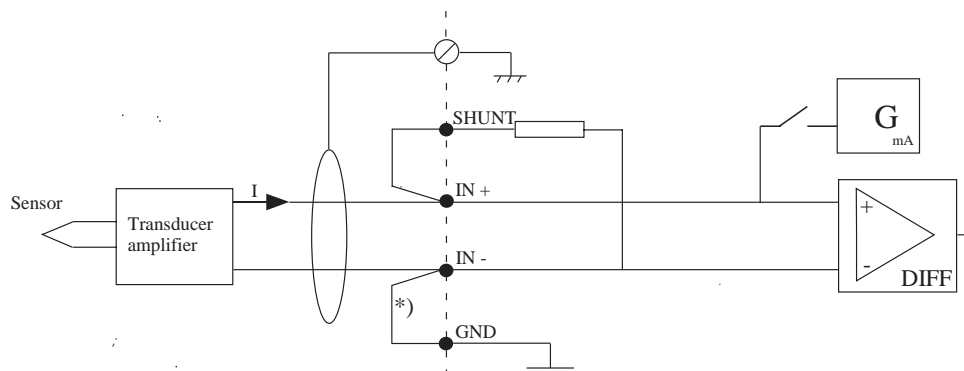 SHUNT
G
mA
I
IN +
Sensor
Transducer
amplifier
+
IN -
-
DIFF
*)
GND